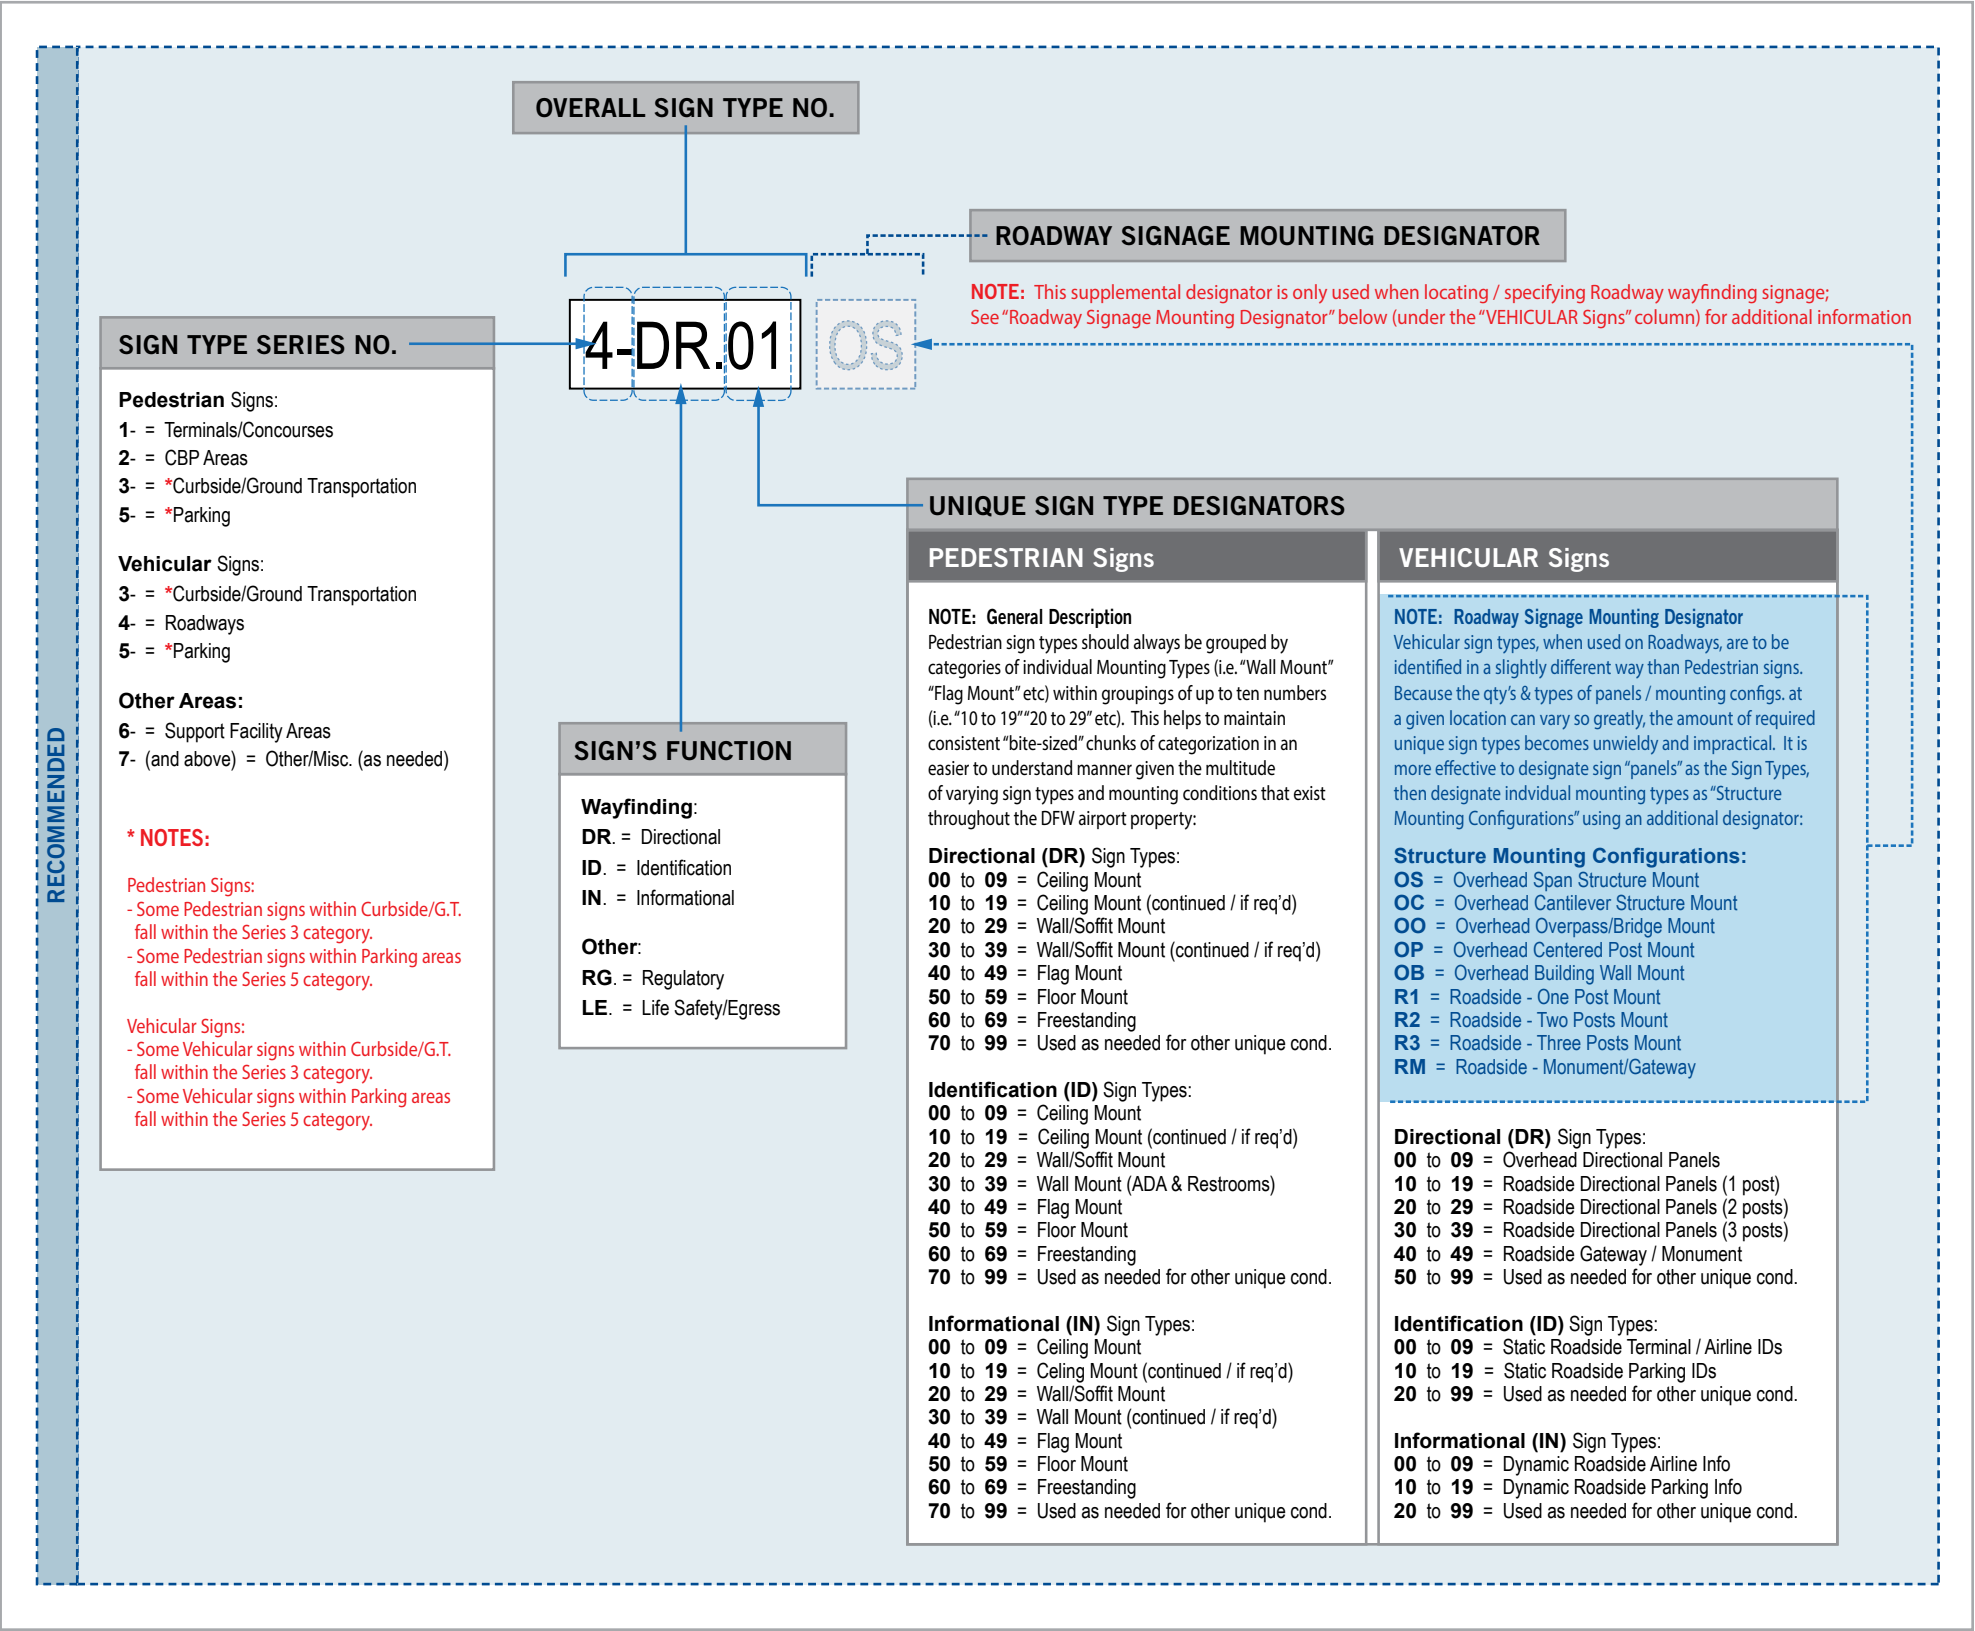 OVERALL SIGN TYPE NO.
ROADWAY SIGNAGE MOUNTING DESIGNATOR
NOTE: This supplemental designator is only used when locating / specifying Roadway wayfinding signage;
See “Roadway Signage Mounting Designator” below (under the “VEHICULAR Signs” column) for additional information
4-DR.01
OS
SIGN TYPE SERIES NO.
Pedestrian Signs:
1- = Terminals/Concourses
2- = CBP Areas
3- = *Curbside/Ground Transportation
5- = *Parking
Vehicular Signs:
3- = *Curbside/Ground Transportation
4- = Roadways
5- = *Parking
Other Areas:
6- = Support Facility Areas
7- (and above) = Other/Misc. (as needed)
* NOTES:
Pedestrian Signs:
- Some Pedestrian signs within Curbside/G.T.
fall within the Series 3 category.
- Some Pedestrian signs within Parking areas
fall within the Series 5 category.
Vehicular Signs:
- Some Vehicular signs within Curbside/G.T.
fall within the Series 3 category.
- Some Vehicular signs within Parking areas
fall within the Series 5 category.
RECOMMENDED
SIGN’S FUNCTION
Wayfinding:
DR. = Directional
ID. = Identification
IN. = Informational
Other:
RG. = Regulatory
LE. = Life Safety/Egress
UNIQUE SIGN TYPE DESIGNATORS
PEDESTRIAN Signs
NOTE: General Description
Pedestrian sign types should always be grouped by
categories of individual Mounting Types (i.e. “Wall Mount”
“Flag Mount” etc) within groupings of up to ten numbers
(i.e. “10 to 19” “20 to 29” etc). This helps to maintain
consistent “bite-sized” chunks of categorization in an
easier to understand manner given the multitude
of varying sign types and mounting conditions that exist
throughout the DFW airport property:
Directional (DR) Sign Types:
00 to 09 = Ceiling Mount
10 to 19 = Ceiling Mount (continued / if req’d)
20 to 29 = Wall/Soffit Mount
30 to 39 = Wall/Soffit Mount (continued / if req’d)
40 to 49 = Flag Mount
50 to 59 = Floor Mount
60 to 69 = Freestanding
70 to 99 = Used as needed for other unique cond.
Identification (ID) Sign Types:
00 to 09 = Ceiling Mount
10 to 19 = Ceiling Mount (continued / if req’d)
20 to 29 = Wall/Soffit Mount
30 to 39 = Wall Mount (ADA & Restrooms)
40 to 49 = Flag Mount
50 to 59 = Floor Mount
60 to 69 = Freestanding
70 to 99 = Used as needed for other unique cond.
Informational (IN) Sign Types:
00 to 09 = Ceiling Mount
10 to 19 = Celing Mount (continued / if req’d)
20 to 29 = Wall/Soffit Mount
30 to 39 = Wall Mount (continued / if req’d)
40 to 49 = Flag Mount
50 to 59 = Floor Mount
60 to 69 = Freestanding
70 to 99 = Used as needed for other unique cond.
VEHICULAR Signs
NOTE: Roadway Signage Mounting Designator
Vehicular sign types, when used on Roadways, are to be
identified in a slightly different way than Pedestrian signs.
Because the qty’s & types of panels / mounting configs. at
a given location can vary so greatly, the amount of required
unique sign types becomes unwieldy and impractical. It is
more effective to designate sign “panels” as the Sign Types,
then designate indvidual mounting types as “Structure
Mounting Configurations” using an additional designator:
Structure Mounting Configurations:
OS = Overhead Span Structure Mount
OC = Overhead Cantilever Structure Mount
OO = Overhead Overpass/Bridge Mount
OP = Overhead Centered Post Mount
OB = Overhead Building Wall Mount
R1 = Roadside - One Post Mount
R2 = Roadside - Two Posts Mount
R3 = Roadside - Three Posts Mount
RM = Roadside - Monument/Gateway
Directional (DR) Sign Types:
00 to 09 = Overhead Directional Panels
10 to 19 = Roadside Directional Panels (1 post)
20 to 29 = Roadside Directional Panels (2 posts)
30 to 39 = Roadside Directional Panels (3 posts)
40 to 49 = Roadside Gateway / Monument
50 to 99 = Used as needed for other unique cond.
Identification (ID) Sign Types:
00 to 09 = Static Roadside Terminal / Airline IDs
10 to 19 = Static Roadside Parking IDs
20 to 99 = Used as needed for other unique cond.
Informational (IN) Sign Types:
00 to 09 = Dynamic Roadside Airline Info
10 to 19 = Dynamic Roadside Parking Info
20 to 99 = Used as needed for other unique cond.